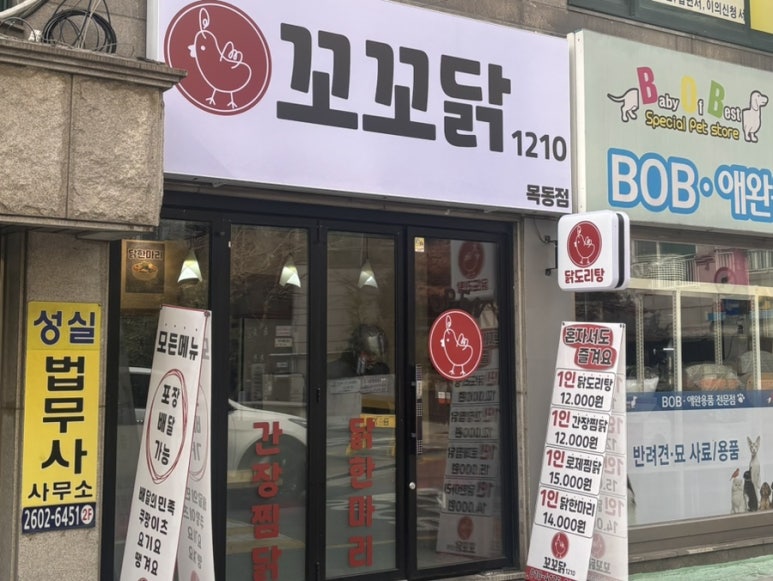 꼬꼬닭 1210
목동점
닭도리탕
닭한마리
성실
법무사
사무소
2602-6451 2F
모든메뉴
포장
배달
가능
배달의민족
쿠팡이츠
요기요
땡겨요
간장찜닭
닭한마리
혼자서도
즐겨요
1인 닭도리탕
12.000원
1인 간장찜닭
12.000원
1인 로제찜닭
15.000원
1인 닭한마리
14.000원
꼬꼬닭 1210
Baby Of Best
Special Pet store
BOB·애완
BOB·애완용품 전문점
반려견·묘 사료/용품